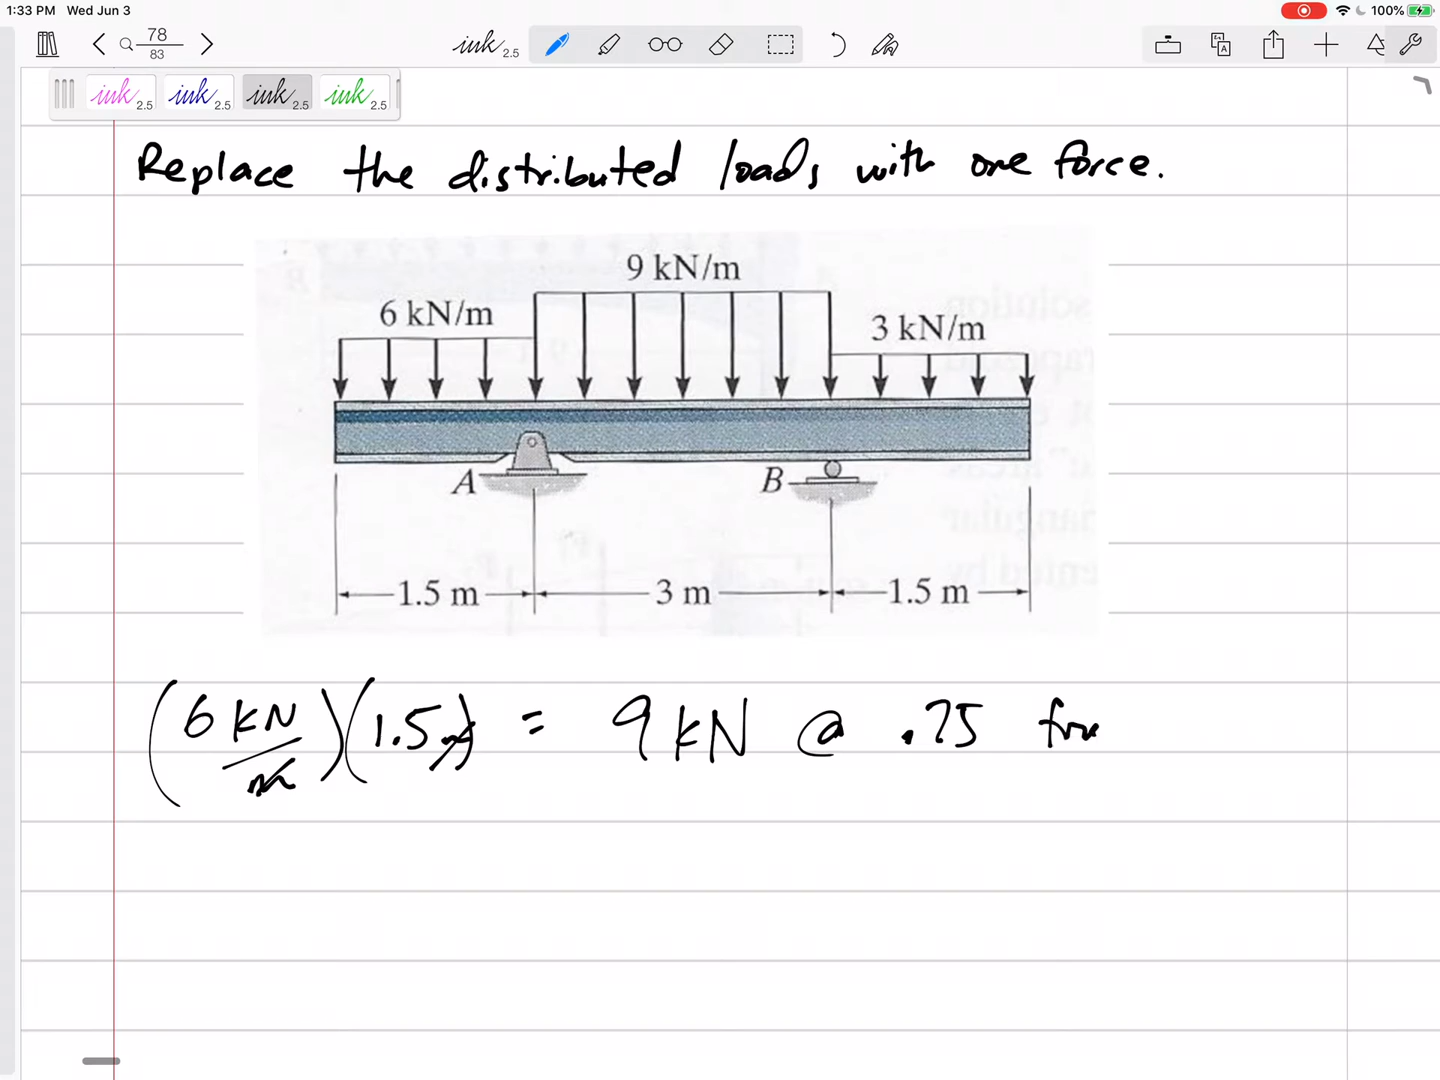 1:33 PM Wed Jun 3
100%
78
83
ink 2.5
ink 2.5 ink 2.5 ink 2.5 ink 2.5
Replace the distributed loads with one force.
9 kN/m
6 kN/m
3 kN/m
A
B
1.5 m 3 m 1.5 m
(6 kN/m)(1.5m) = 9 kN @ .75